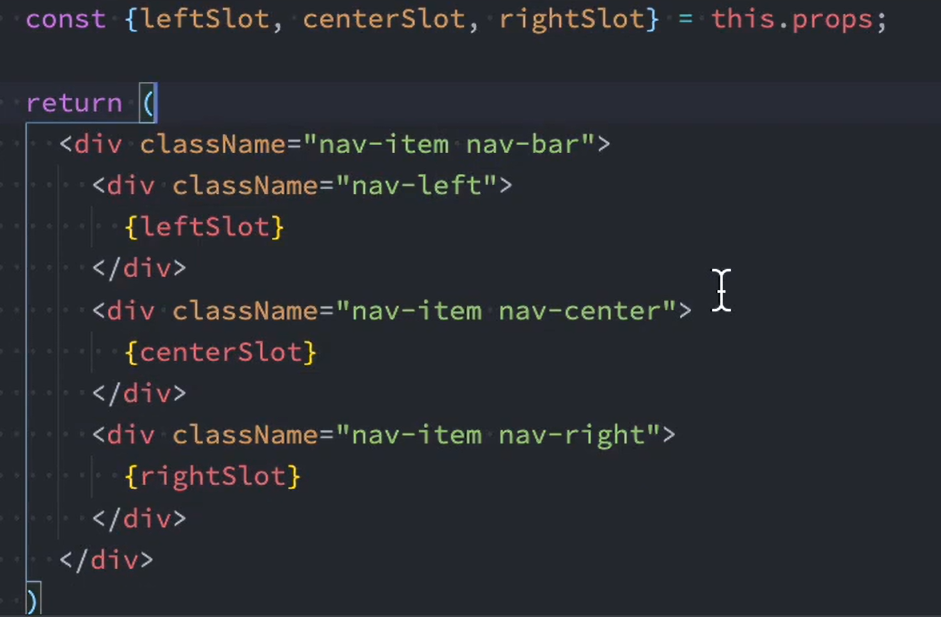 const {leftSlot, centerSlot, rightSlot} = this.props;
return (
<div className="nav-item nav-bar">
<div className="nav-left">
{leftSlot}
</div>
<div className="nav-item nav-center">
{centerSlot}
</div>
<div className="nav-item nav-right">
{rightSlot}
</div>
</div>
)